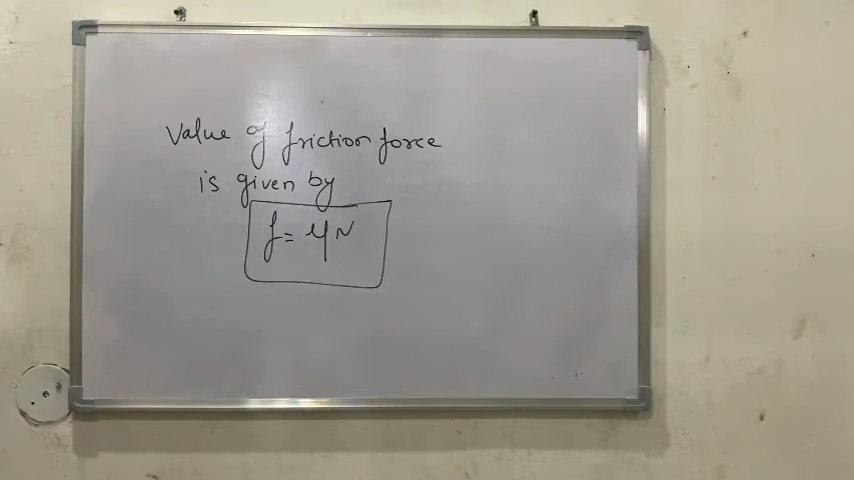 Value of friction force
is given by
f = μN